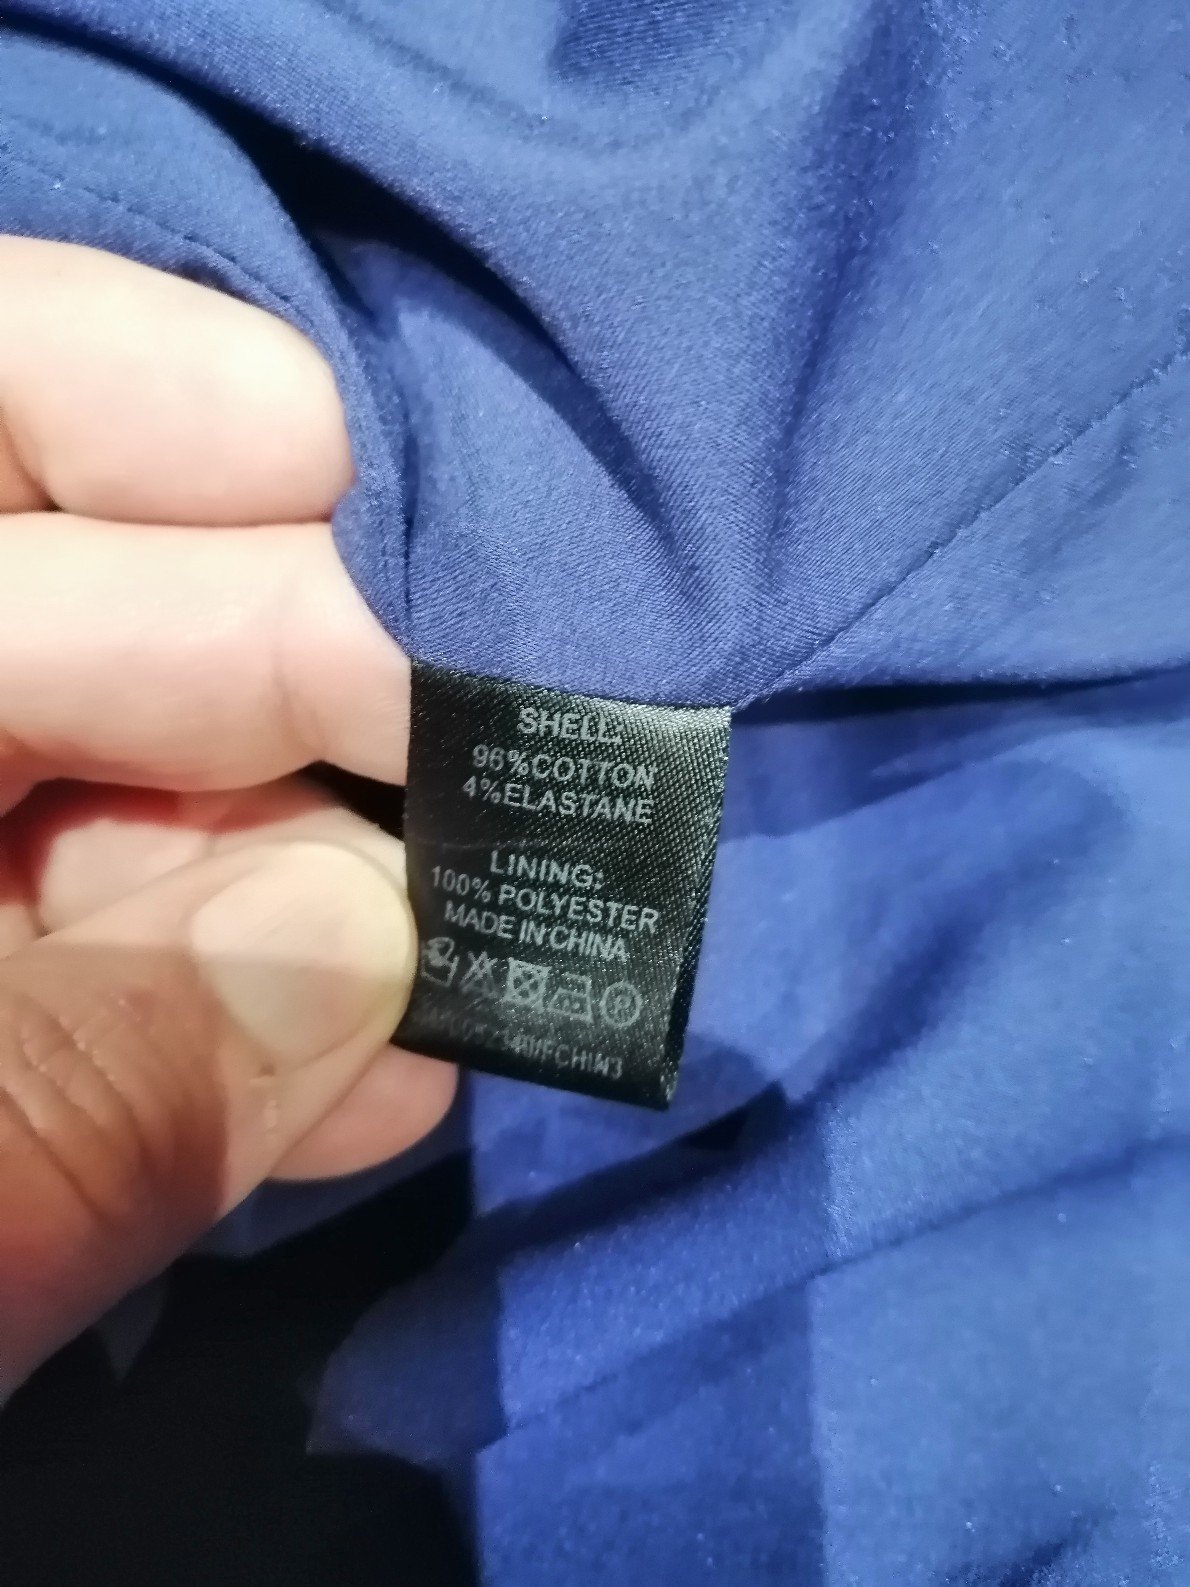 SHELL:
96%COTTON
4%ELASTANE
LINING:
100% POLYESTER
MADE IN CHINA